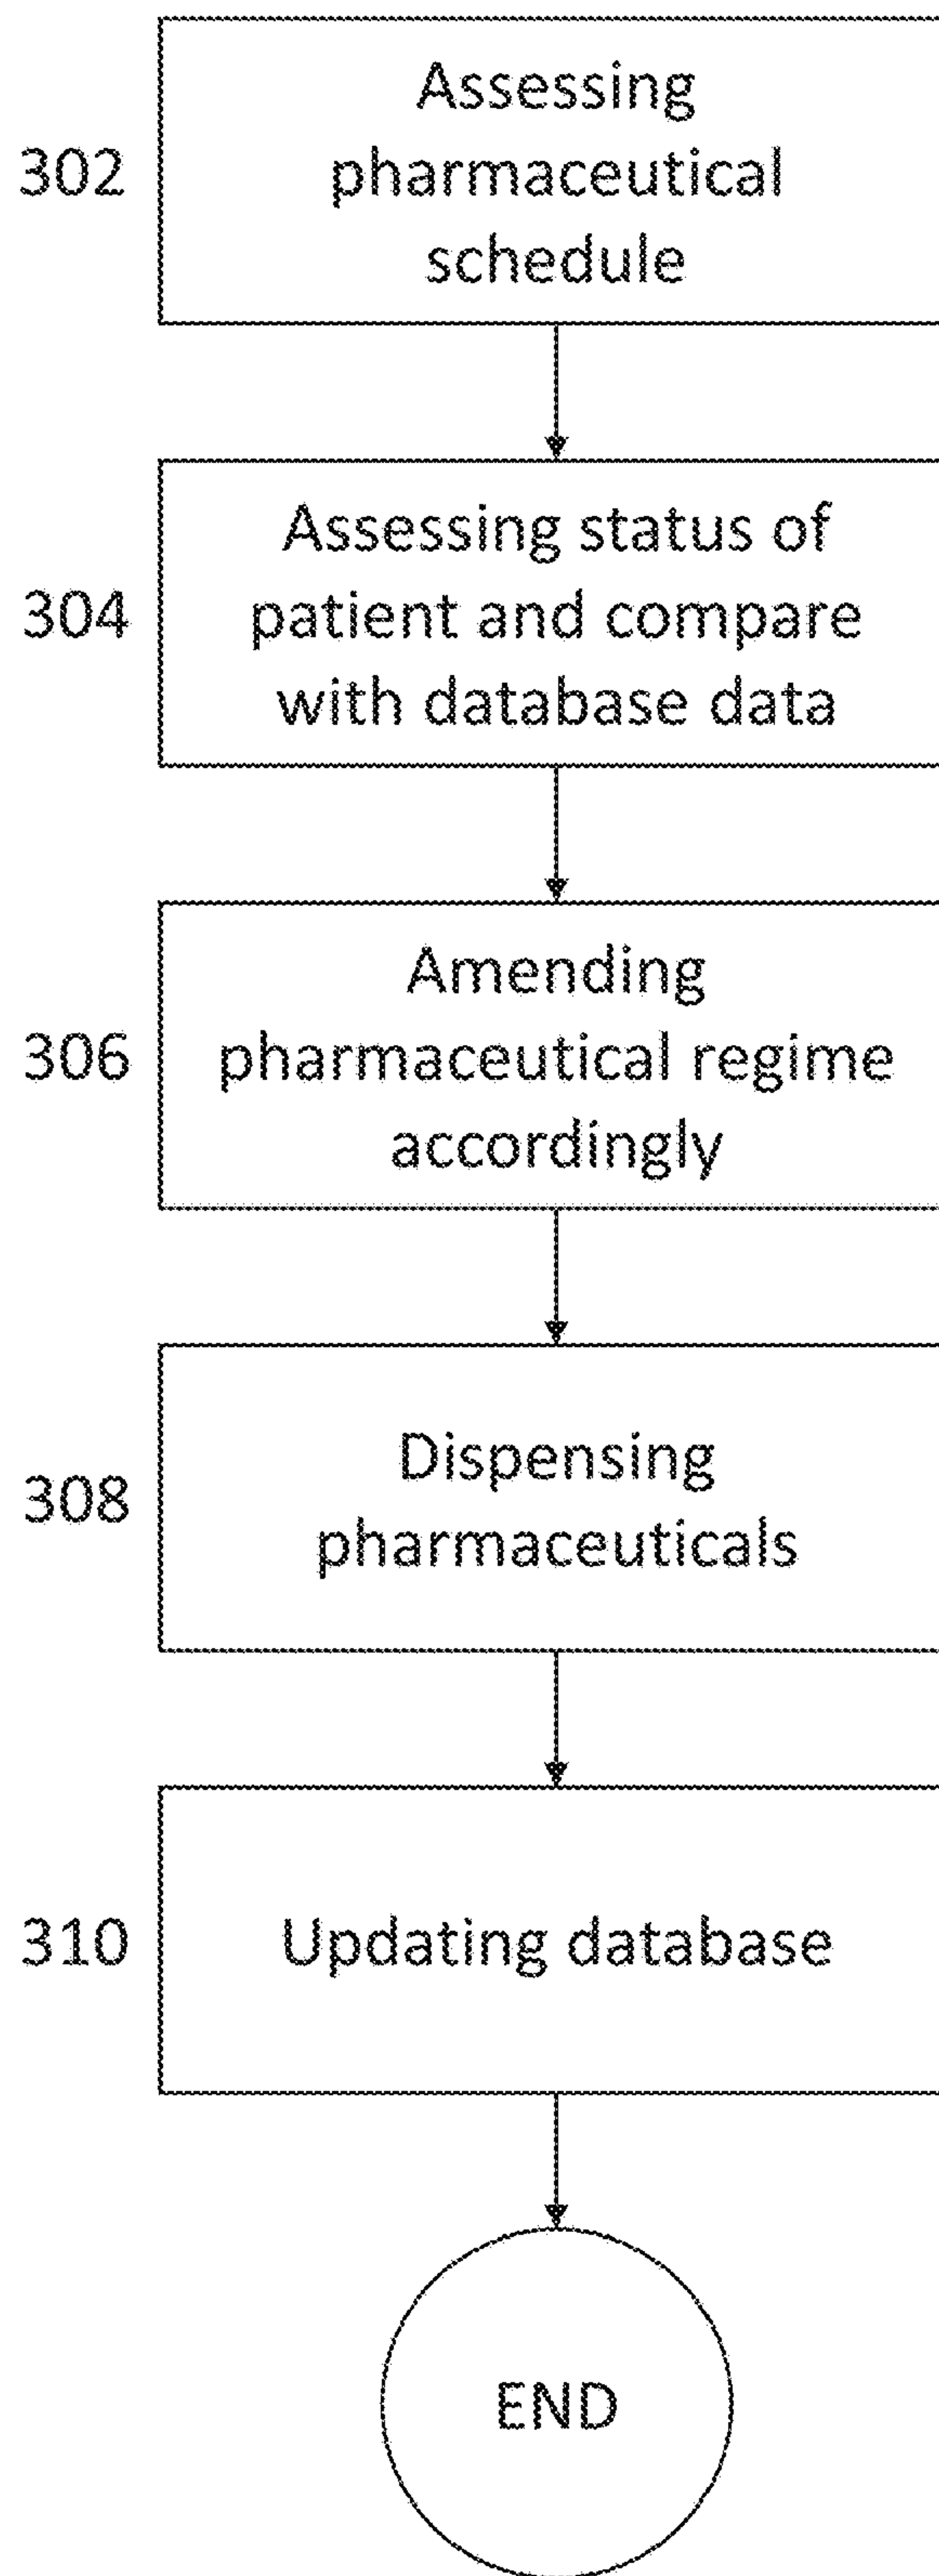 302
Assessing
pharmaceutical
schedule
304
Assessing status of
patient and compare
with database data
306
Amending
pharmaceutical regime
accordingly
308
Dispensing
pharmaceuticals
310
Updating database
END